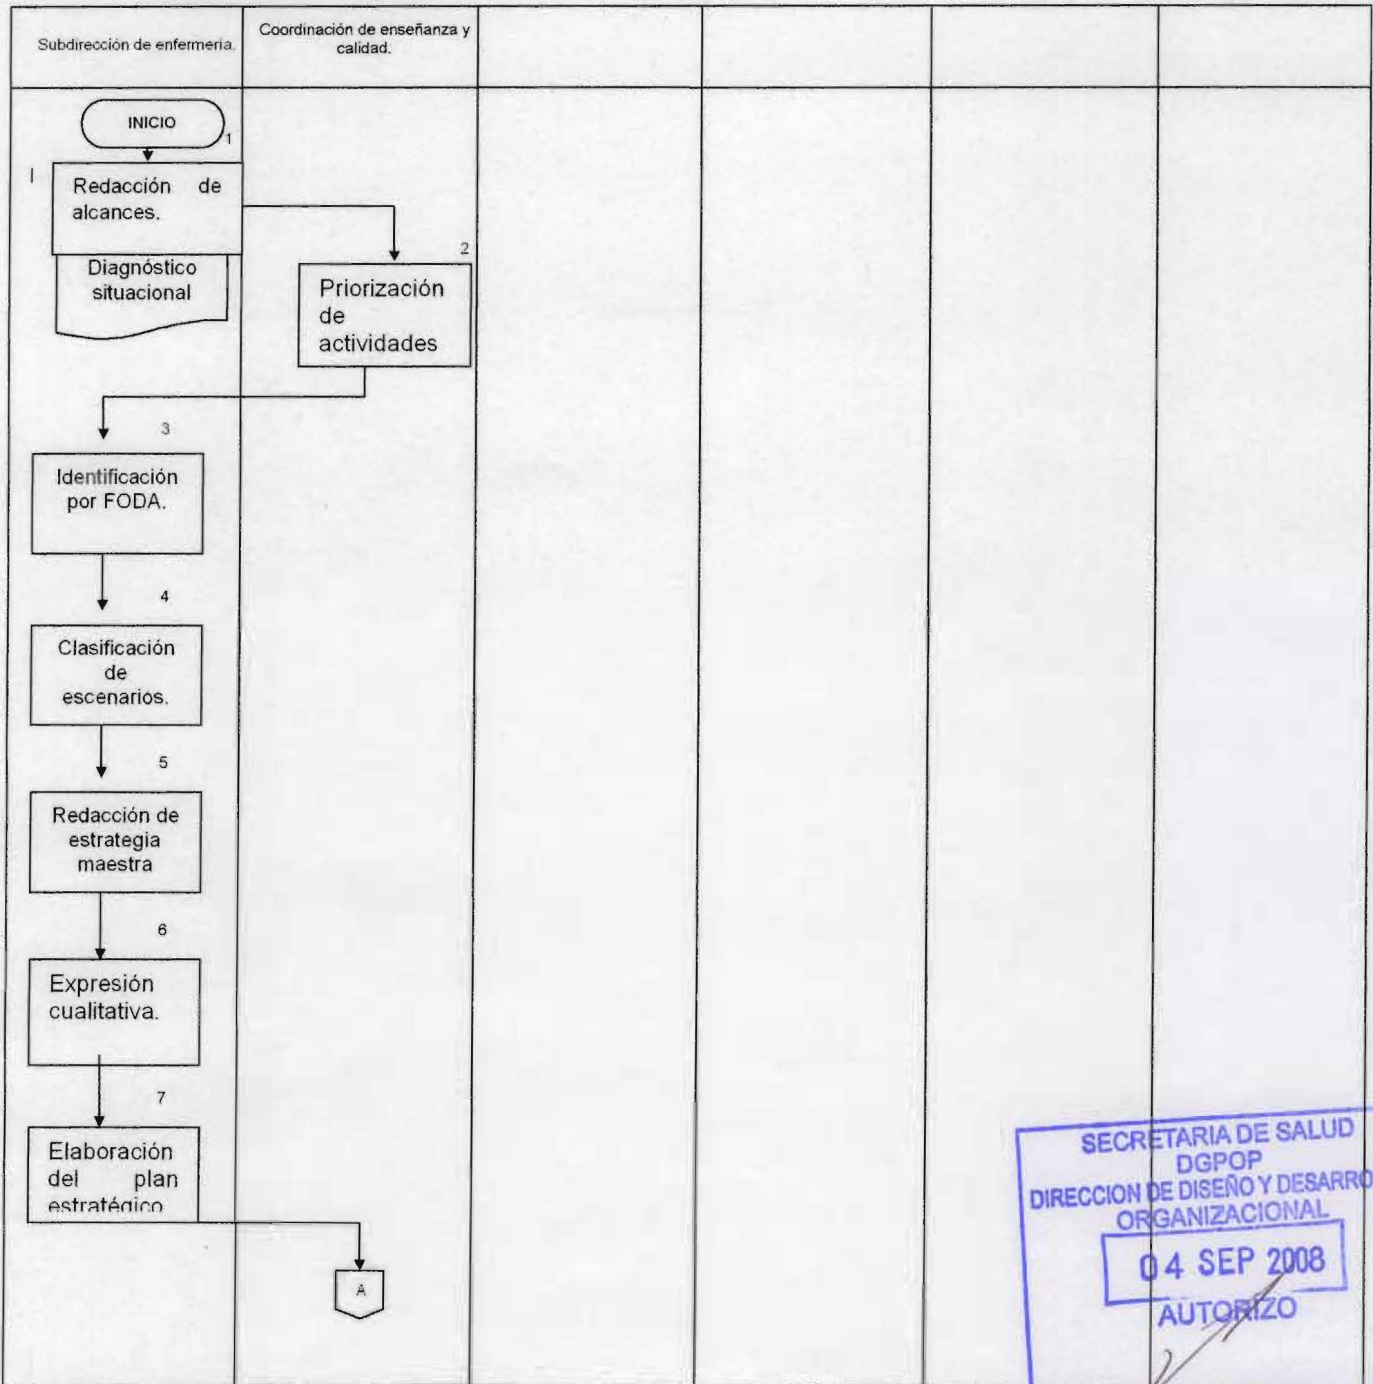 Subdirección de enfermería.
Coordinación de enseñanza y
calidad.
INICIO
1
Redacción de
alcances.
Diagnóstico
situacional
2
Priorización
de
actividades
3
Identificación
por FODA.
4
Clasificación
de
escenarios.
5
Redacción de
estrategia
maestra
6
Expresión
cualitativa.
7
Elaboración
del plan
estratégico
A
SECRETARIA DE SALUD
DGPOP
DIRECCION DE DISEÑO Y DESARRO
ORGANIZACIONAL
04 SEP 2008
AUTORIZO